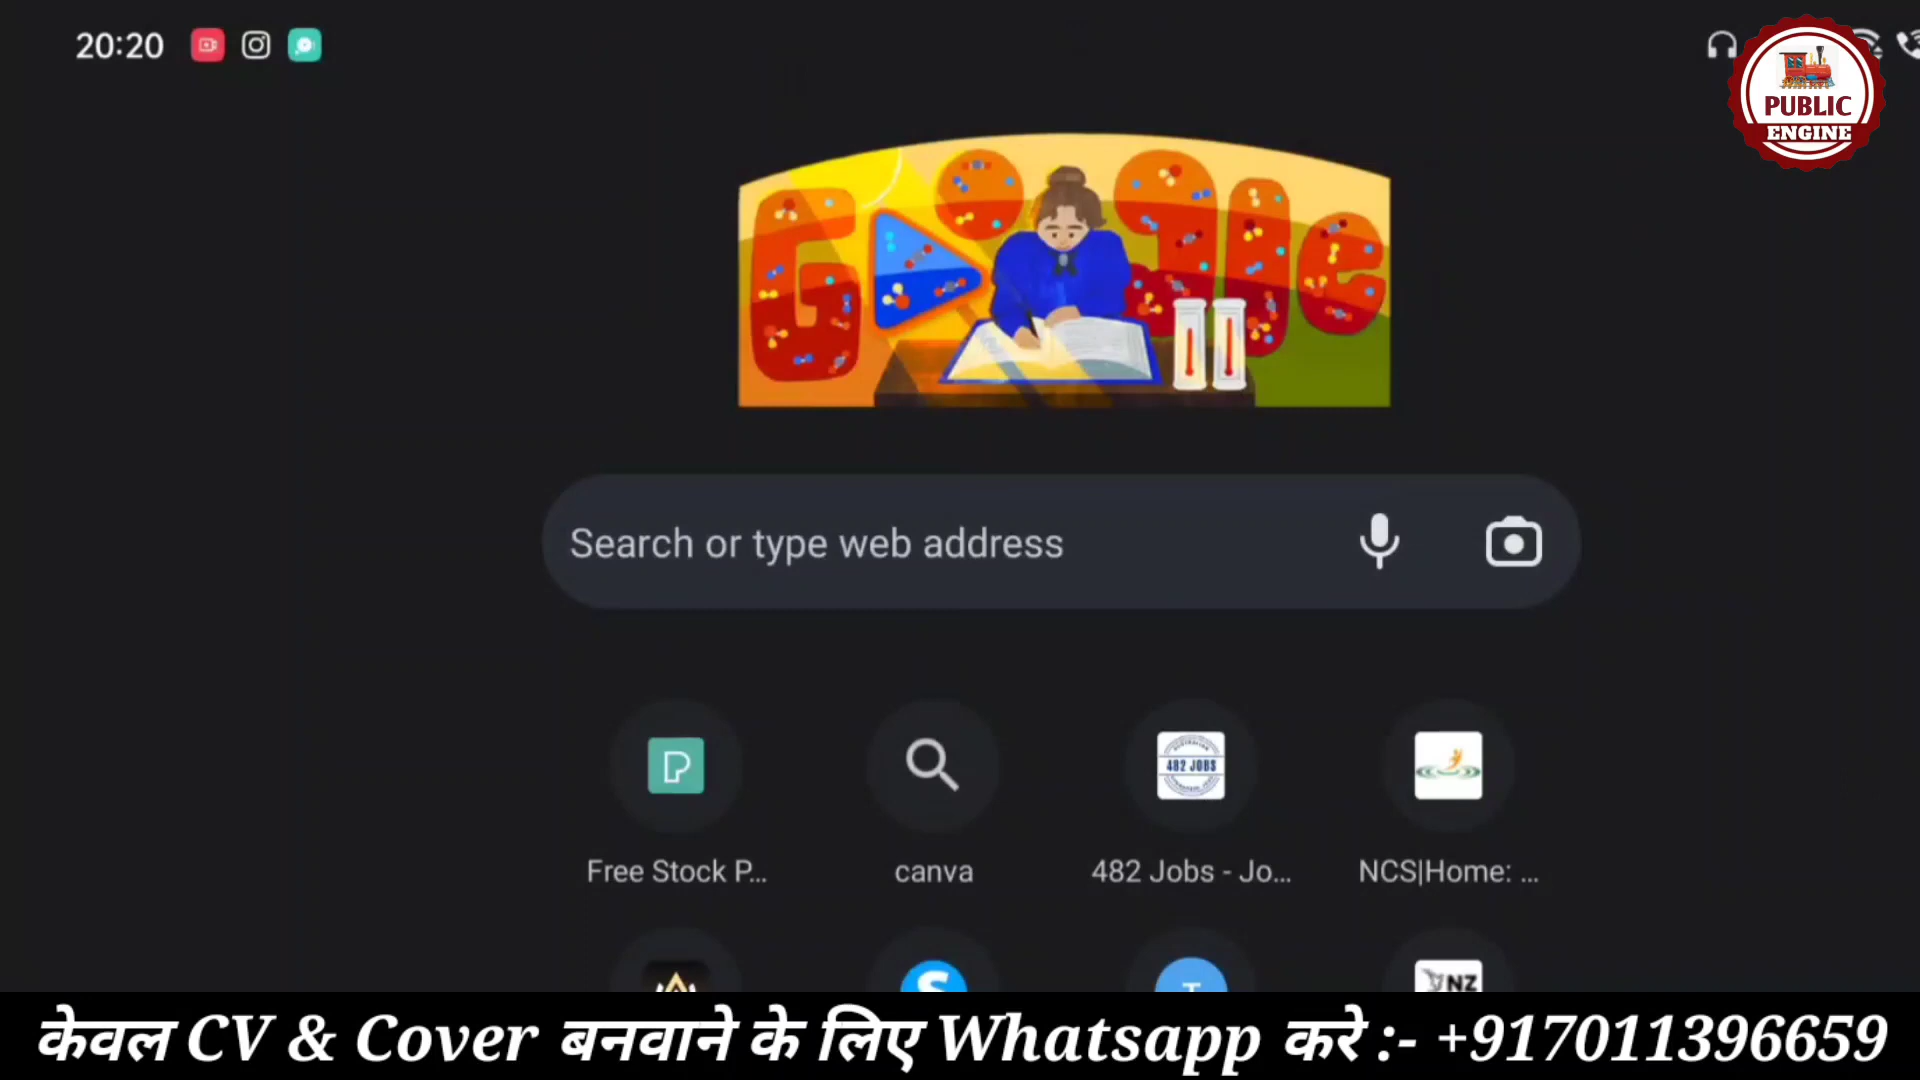 20:20
PUBLIC
ENGINE
Search or type web address
Free Stock P...
canva
482 JOBS
482 Jobs - Jo...
NCS|Home: ...
NZ
केवल CV & Cover बनवाने के लिए Whatsapp करे :- +917011396659